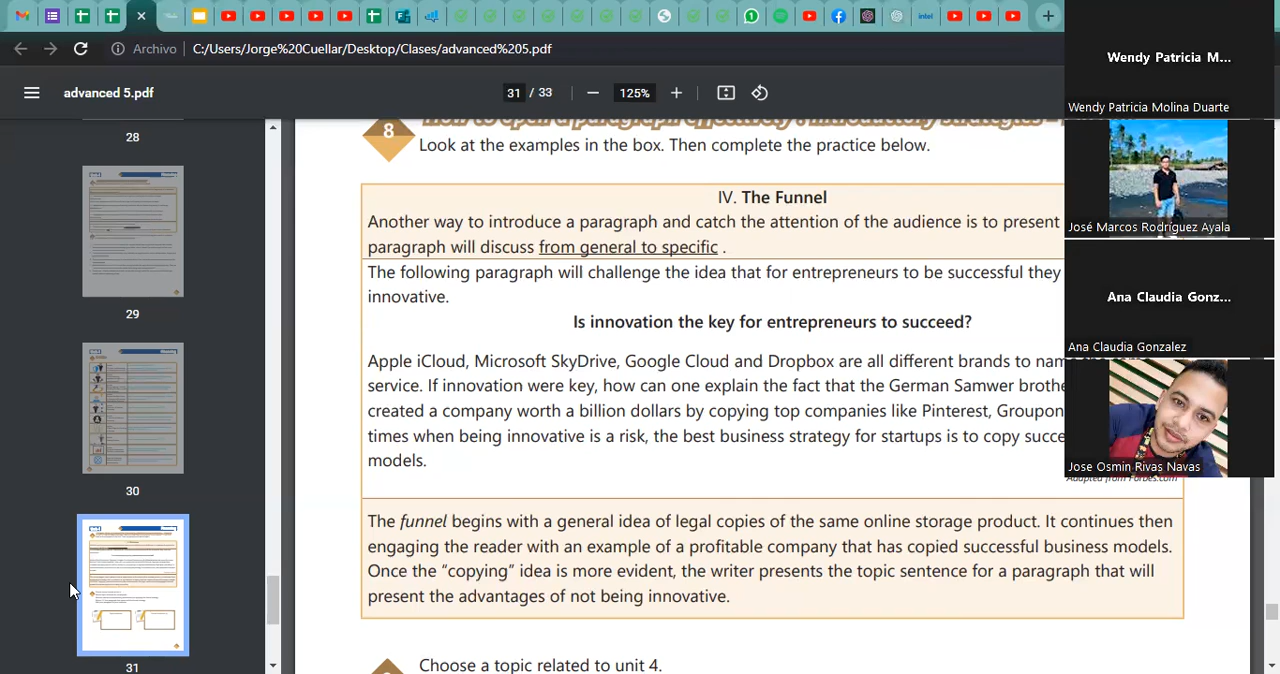 Archivo
C:/Users/Jorge%20Cuellar/Desktop/Clases/advanced%205.pdf
advanced 5.pdf
31 / 33
125%
28
29
30
31
8
How to open a paragraph effectively
introductory strategies
Look at the examples in the box. Then complete the practice below.
IV. The Funnel
Another way to introduce a paragraph and catch the attention of the audience is to present
paragraph will discuss from general to specific .
The following paragraph will challenge the idea that for entrepreneurs to be successful they
innovative.
Is innovation the key for entrepreneurs to succeed?
Apple iCloud, Microsoft SkyDrive, Google Cloud and Dropbox are all different brands to nam
service. If innovation were key, how can one explain the fact that the German Samwer brothe
created a company worth a billion dollars by copying top companies like Pinterest, Groupon
times when being innovative is a risk, the best business strategy for startups is to copy succe
models.
Adapted from Forbes.com
The funnel begins with a general idea of legal copies of the same online storage product. It continues then
engaging the reader with an example of a profitable company that has copied successful business models.
Once the “copying” idea is more evident, the writer presents the topic sentence for a paragraph that will
present the advantages of not being innovative.
Choose a topic related to unit 4.
Wendy Patricia M...
Wendy Patricia Molina Duarte
José Marcos Rodríguez Ayala
Ana Claudia Gonz...
Ana Claudia Gonzalez
Jose Osmin Rivas Navas
intel